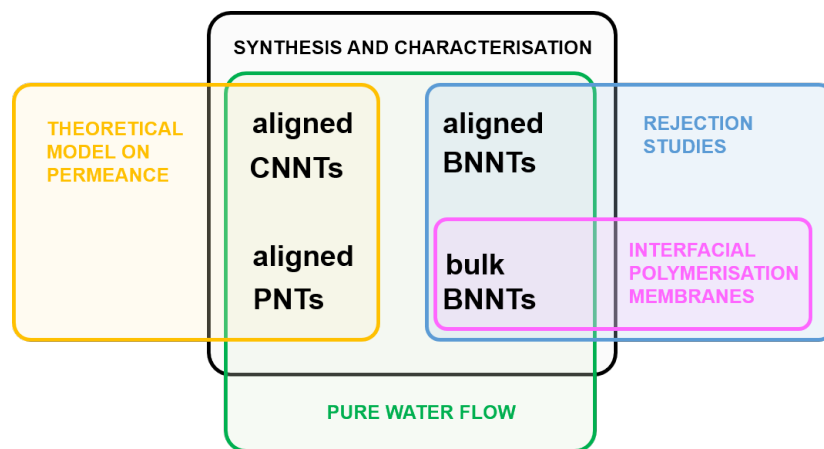 SYNTHESIS AND CHARACTERISATION
THEORETICAL
MODEL ON
PERMEANCE
aligned
CNNTs
aligned
PNTs
aligned
BNNTs
bulk
BNNTs
REJECTION
STUDIES
INTERFACIAL
POLYMERISATION
MEMBRANES
PURE WATER FLOW